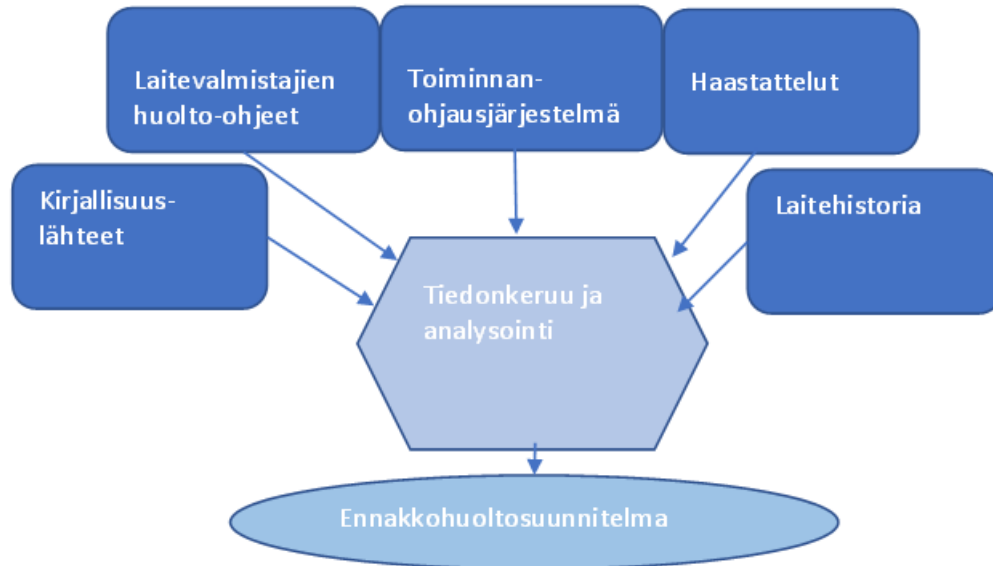 Laitevalmistajien
huolto-ohjeet
Toiminnan-
ohjausjärjestelmä
Haastattelut
Kirjallisuus-
lähteet
Laitehistoria
Tiedonkeruu ja
analysointi
Ennakkohuoltosuunnitelma